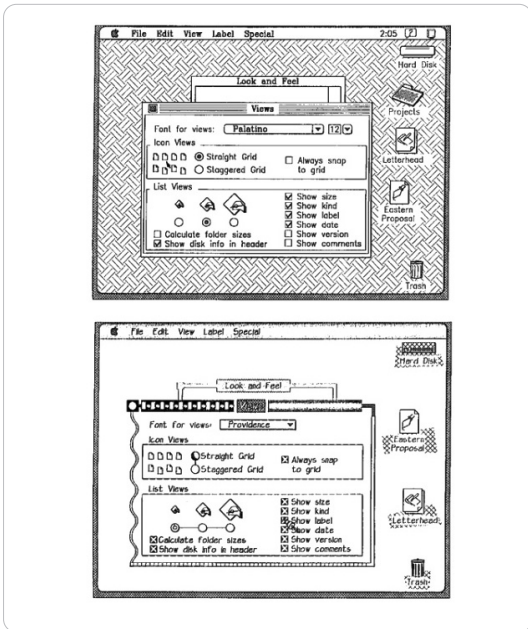 File Edit View Label Special 2:05
Hard Disk
Look and Feel
Projects
Views
Font for views: Palatino 12
Icon Views
Straight Grid
Always snap
to grid
Staggered Grid
Letterhead
List Views
Show size
Show kind
Show label
Show date
Show version
Show comments
Calculate folder sizes
Show disk info in header
Eastern
Proposal
Trash
File Edit View Label Special
Hard Disk
Look and Feel
Views
Font for views: Providence
Icon Views
Straight Grid
Always snap
to grid
Staggered Grid
Eastern
Proposal
List Views
Show size
Show kind
Show label
Show date
Show version
Show comments
Calculate folder sizes
Show disk info in header
Letterhead
Trash